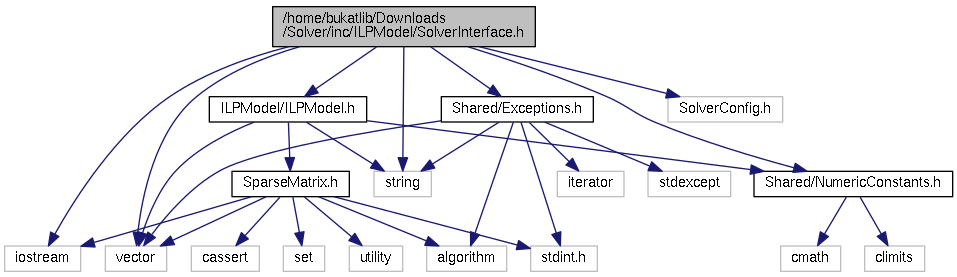 /home/bukatlib/Downloads
/Solver/inc/ILPModel/SolverInterface.h
ILPModel/ILPModel.h
Shared/Exceptions.h
SolverConfig.h
SparseMatrix.h
string
iterator
stdexcept
Shared/NumericConstants.h
iostream
vector
cassert
set
utility
algorithm
stdint.h
cmath
climits